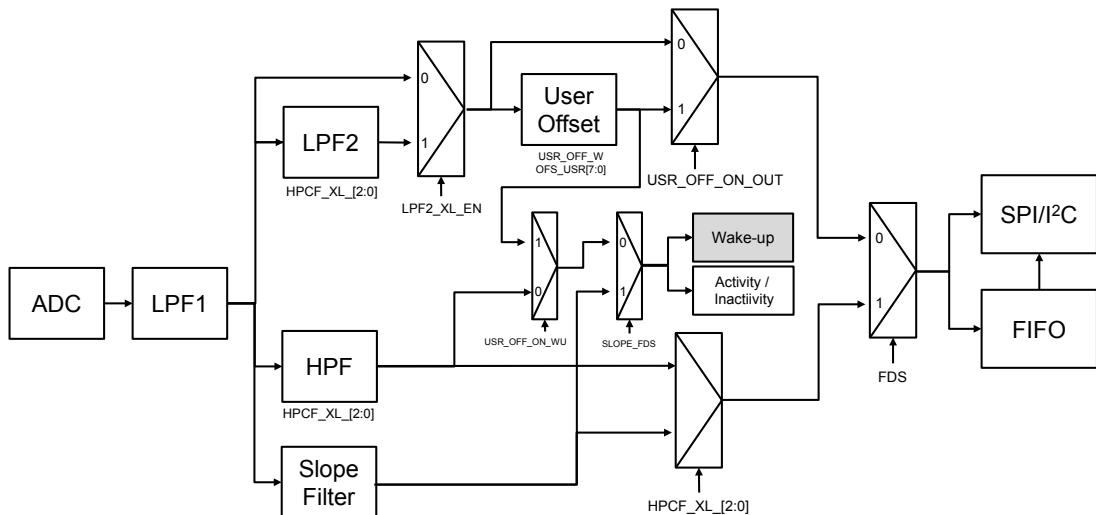 0
0
User
Offset
1
LPF2
1
USR_OFF_W
OFS_USR[7:0]
HPCF_XL_[2:0]
USR_OFF_ON_OUT
LPF2_XL_EN
SPI/I²C
Wake-up
0
1
0
ADC
LPF1
Activity /
Inactiivity
0
1
1
FIFO
USR_OFF_ON_WU
SLOPE_FDS
HPF
FDS
HPCF_XL_[2:0]
Slope
Filter
HPCF_XL_[2:0]